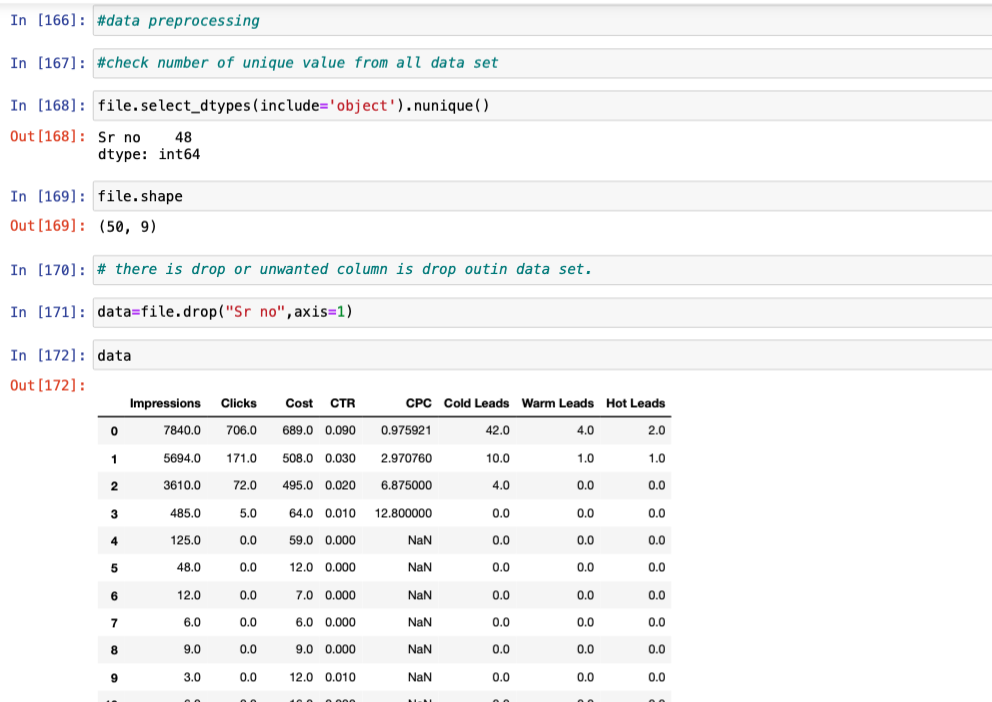 In [166]: #data preprocessing
In [167]: #check number of unique value from all data set
In [168]: file.select_dtypes(include='object').nunique()
Out[168]: Sr no    48
dtype: int64
In [169]: file.shape
Out[169]: (50, 9)
In [170]: # there is drop or unwanted column is drop outin data set.
In [171]: data=file.drop("Sr no",axis=1)
In [172]: data
Out[172]:
Impressions Clicks Cost CTR CPC Cold Leads Warm Leads Hot Leads
0 7840.0 706.0 689.0 0.090 0.975921 42.0 4.0 2.0
1 5694.0 171.0 508.0 0.030 2.970760 10.0 1.0 1.0
2 3610.0 72.0 495.0 0.020 6.875000 4.0 0.0 0.0
3 485.0 5.0 64.0 0.010 12.800000 0.0 0.0 0.0
4 125.0 0.0 59.0 0.000 NaN 0.0 0.0 0.0
5 48.0 0.0 12.0 0.000 NaN 0.0 0.0 0.0
6 12.0 0.0 7.0 0.000 NaN 0.0 0.0 0.0
7 6.0 0.0 6.0 0.000 NaN 0.0 0.0 0.0
8 9.0 0.0 9.0 0.000 NaN 0.0 0.0 0.0
9 3.0 0.0 12.0 0.010 NaN 0.0 0.0 0.0